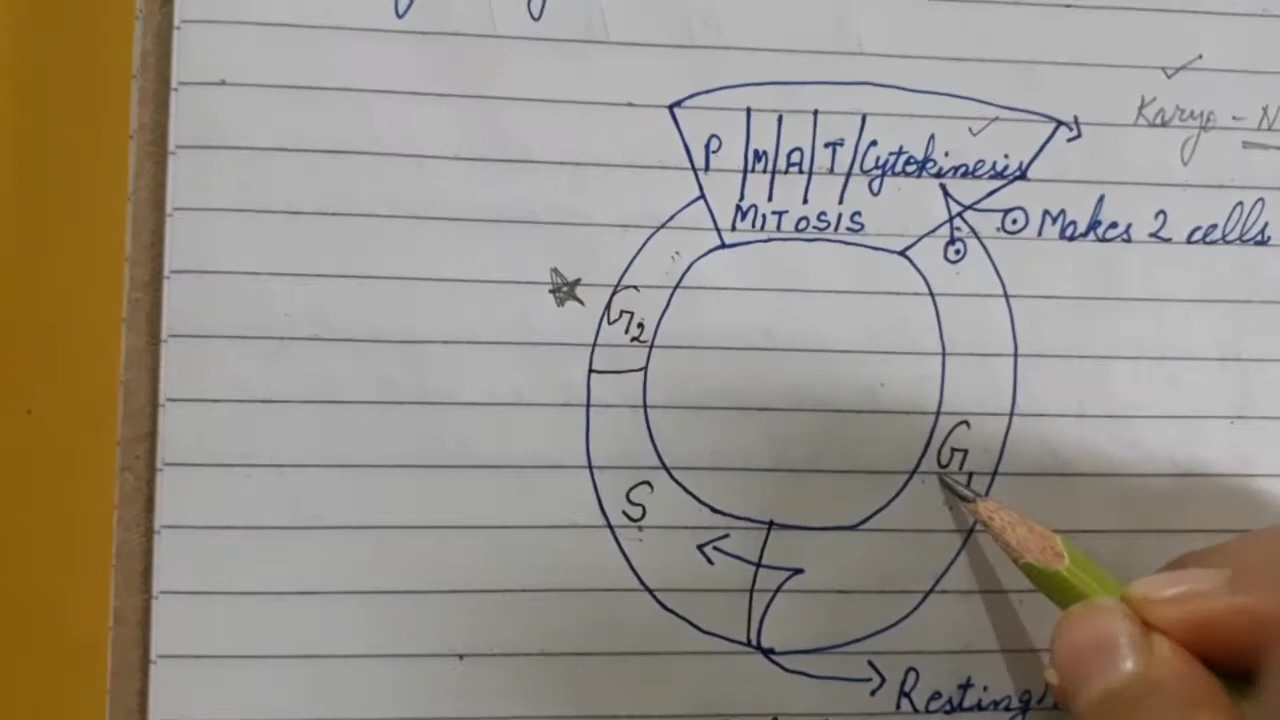 Karyo - N
P M A T Cytokinesis
MITOSIS
Makes 2 cells
G2
G1
S
Resting